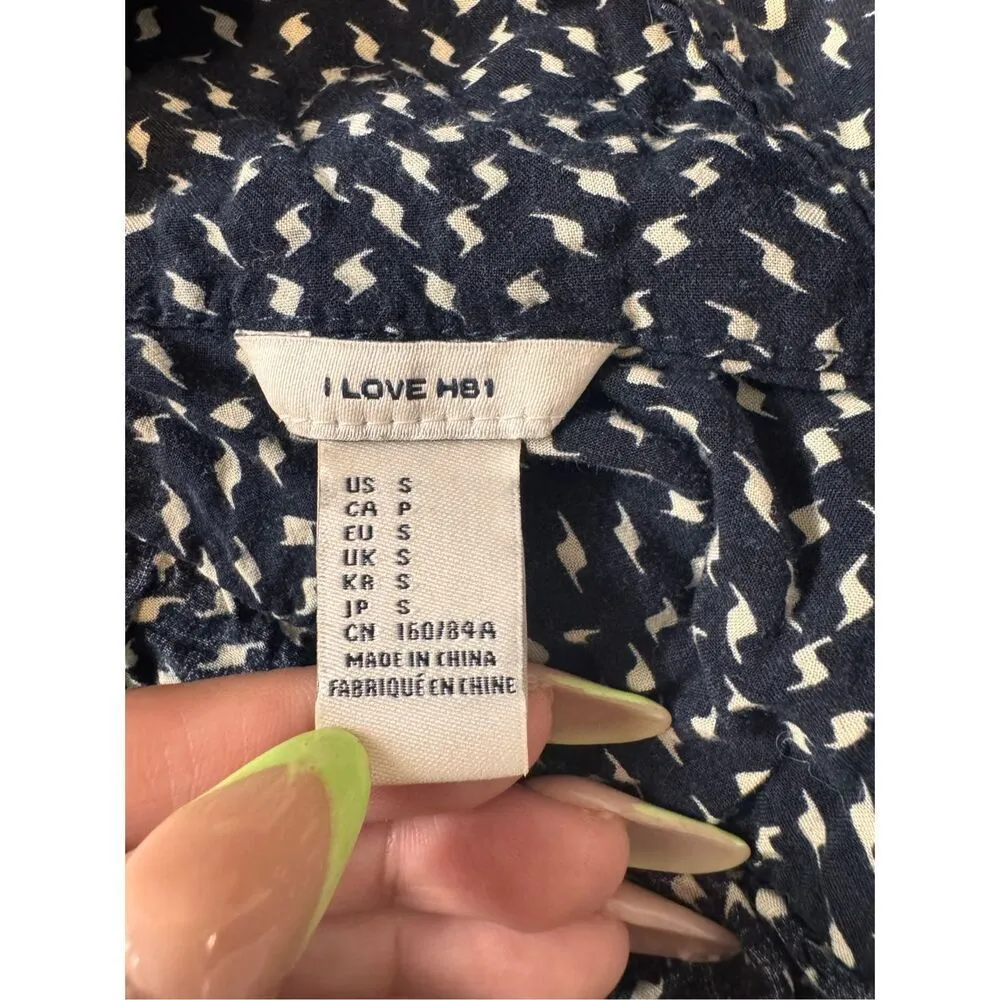 I LOVE H81
US S
CA P
EU S
UK S
KR S
JP S
CN 160/84A
MADE IN CHINA
FABRIQUÉ EN CHINE